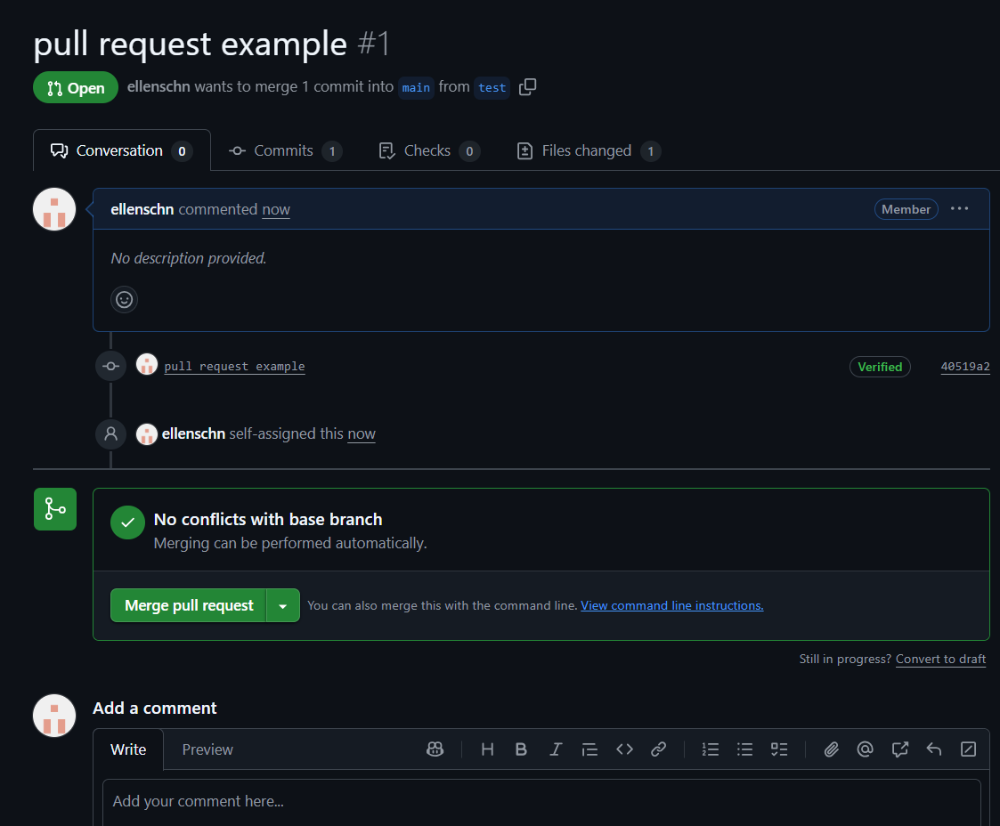 pull request example #1
Open ellenschn wants to merge 1 commit into main from test
Conversation 0 Commits 1 Checks 0 Files changed 1
ellenschn commented now Member
No description provided.
pull request example Verified 40519a2
ellenschn self-assigned this now
No conflicts with base branch
Merging can be performed automatically.
Merge pull request You can also merge this with the command line. View command line instructions.
Still in progress? Convert to draft
Add a comment
Write Preview
Add your comment here...